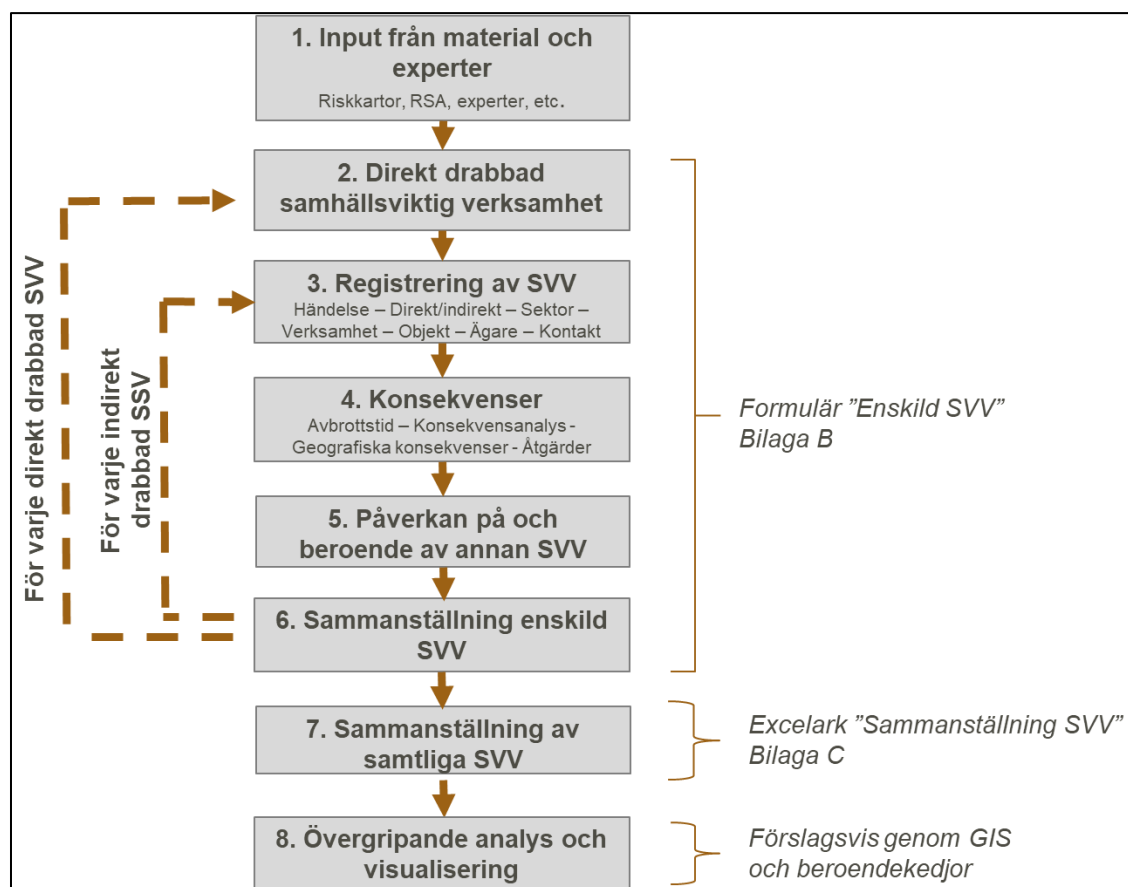 1. Input från material och
experter
Riskkartor, RSA, experter, etc.
2. Direkt drabbad
samhällsviktig verksamhet
3. Registrering av SVV
Händelse – Direkt/indirekt – Sektor –
Verksamhet – Objekt – Ägare – Kontakt
4. Konsekvenser
Avbrottstid – Konsekvensanalys -
Geografiska konsekvenser - Åtgärder
5. Påverkan på och
beroende av annan SVV
6. Sammanställning enskild
SVV
7. Sammanställning av
samtliga SVV
8. Övergripande analys och
visualisering
För varje direkt drabbad SVV
För varje indirekt
drabbad SSV
Formulär ”Enskild SVV”
Bilaga B
Excelark ”Sammanställning SVV”
Bilaga C
Förslagsvis genom GIS
och beroendekedjor